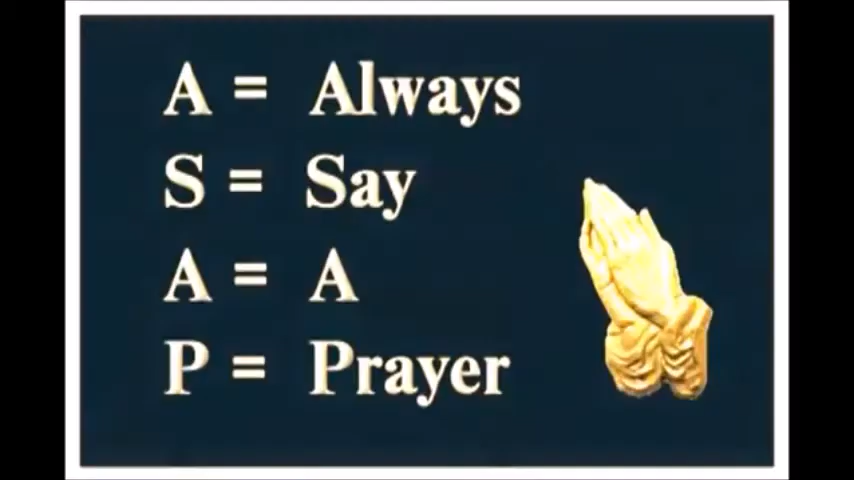 A = Always
S = Say
A = A
P = Prayer